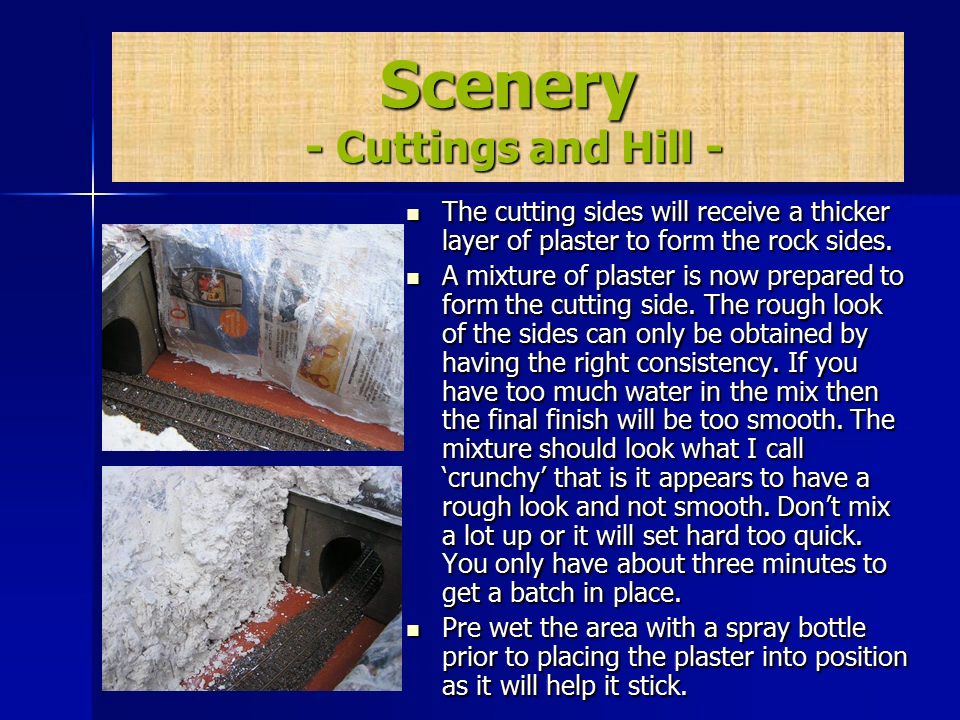 Scenery
- Cuttings and Hill -
The cutting sides will receive a thicker
layer of plaster to form the rock sides.
A mixture of plaster is now prepared to
form the cutting side. The rough look
of the sides can only be obtained by
having the right consistency. If you
have too much water in the mix then
the final finish will be too smooth. The
mixture should look what I call
‘crunchy’ that is it appears to have a
rough look and not smooth. Don’t mix
a lot up or it will set hard too quick.
You only have about three minutes to
get a batch in place.
Pre wet the area with a spray bottle
prior to placing the plaster into position
as it will help it stick.